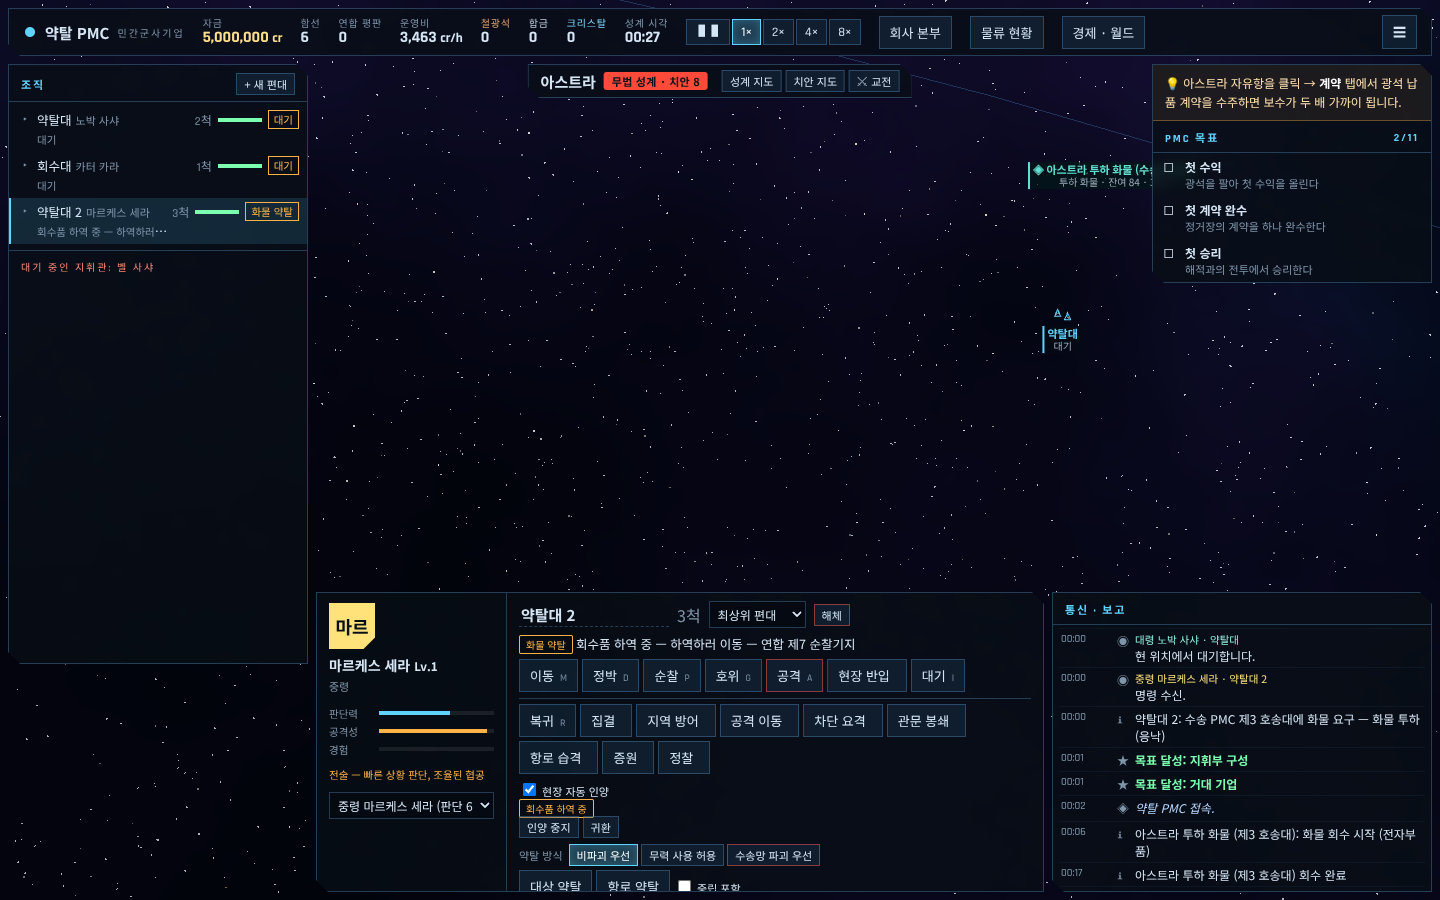 약탈 PMC 민간군사기업
자금
5,000,000 cr
함선
6
연합 평판
0
운영비
3,463 cr/h
철광석
0
합금
0
크리스탈
0
성계 시각
00:27
1×
2×
4×
8×
회사 본부
물류 현황
경제 · 월드
조직
+ 새 편대
약탈대 노박 사샤 2척 대기
대기
회수대 카터 카라 1척 대기
대기
약탈대 2 마르케스 세라 3척 화물 약탈
회수품 하역 중 — 하역하러…
대기 중인 지휘관: 벨 사샤
아스트라 무법 성계 · 치안 8 성계 지도 치안 지도 ⚔ 교전
◈ 아스트라 투하 화물 (수송
투하 화물 · 잔여 84 ·
약탈대
대기
💡 아스트라 자유항을 클릭 → 계약 탭에서 광석 납
품 계약을 수주하면 보수가 두 배 가까이 됩니다.
PMC 목표 2/11
첫 수익
광석을 팔아 첫 수익을 올린다
첫 계약 완수
정거장의 계약을 하나 완수한다
첫 승리
해적과의 전투에서 승리한다
마르
마르케스 세라 Lv.1
중령
판단력
공격성
경험
전술 — 빠른 상황 판단, 조율된 협공
중령 마르케스 세라 (판단 6
약탈대 2 3척 최상위 편대 해체
화물 약탈 회수품 하역 중 — 하역하러 이동 — 연합 제7 순찰기지
이동 M 정박 D 순찰 P 호위 G 공격 A 현장 반입 대기 I
복귀 R 집결 지역 방어 공격 이동 차단 요격 관문 봉쇄
항로 습격 증원 정찰
현장 자동 인양
회수품 하역 중
인양 중지 귀환
약탈 방식 비파괴 우선 무력 사용 허용 수송망 파괴 우선
대상 약탈 항로 약탈 중립 포함
통신 · 보고
00:00 ◉ 대령 노박 사샤 · 약탈대
현 위치에서 대기합니다.
00:00 ◉ 중령 마르케스 세라 · 약탈대 2
명령 수신.
00:00 ℹ 약탈대 2: 수송 PMC 제3 호송대에 화물 요구 — 화물 투하
(응낙)
00:01 ★ 목표 달성: 지휘부 구성
00:01 ★ 목표 달성: 거대 기업
00:02 ◈ 약탈 PMC 접속.
00:06 ℹ 아스트라 투하 화물 (제3 호송대): 화물 회수 시작 (전자부
품)
00:17 ℹ 아스트라 투하 화물 (제3 호송대) 회수 완료